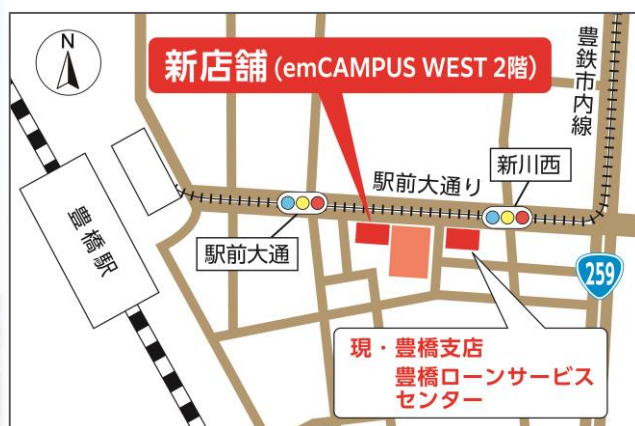 N
新店舗(emCAMPUS WEST 2階)
豊鉄市内線
新川西
駅前大通り
豊橋駅
駅前大通
259
現・豊橋支店
豊橋ローンサービス
センター